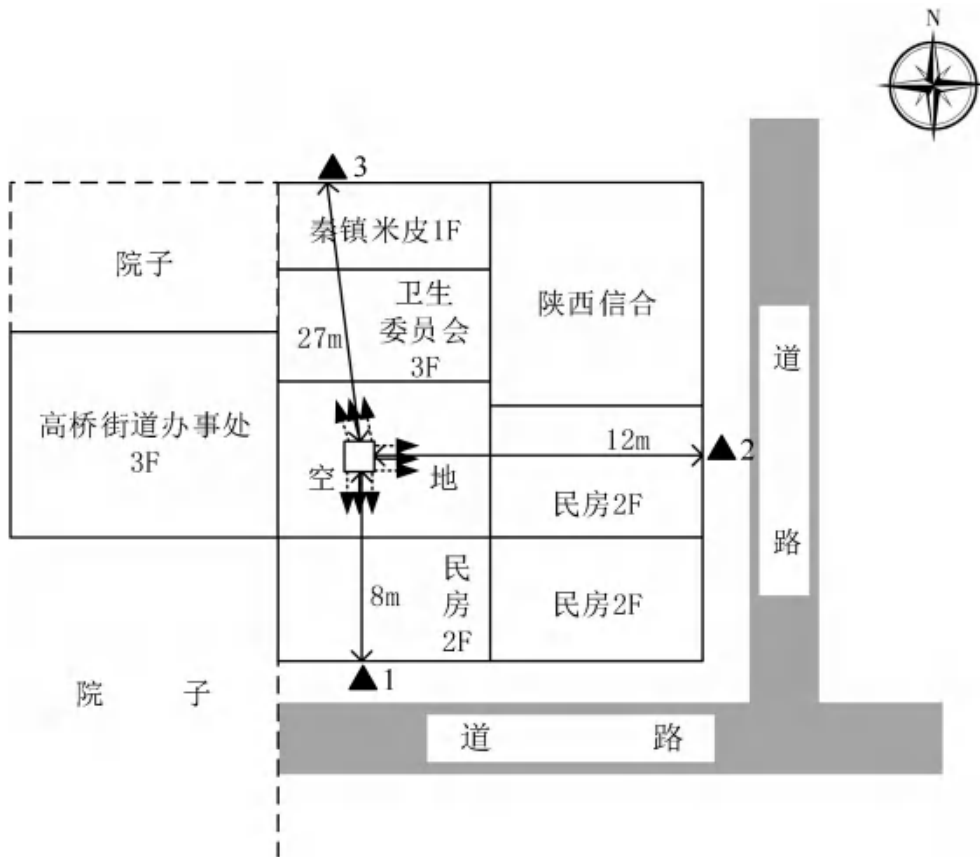 N
3
秦镇米皮1F
院子
卫生
委员会
3F
陕西信合
27m
道
路
高桥街道办事处
3F
12m
2
空
地
民房2F
民
房
2F
8m
民房2F
1
院 子
道 路